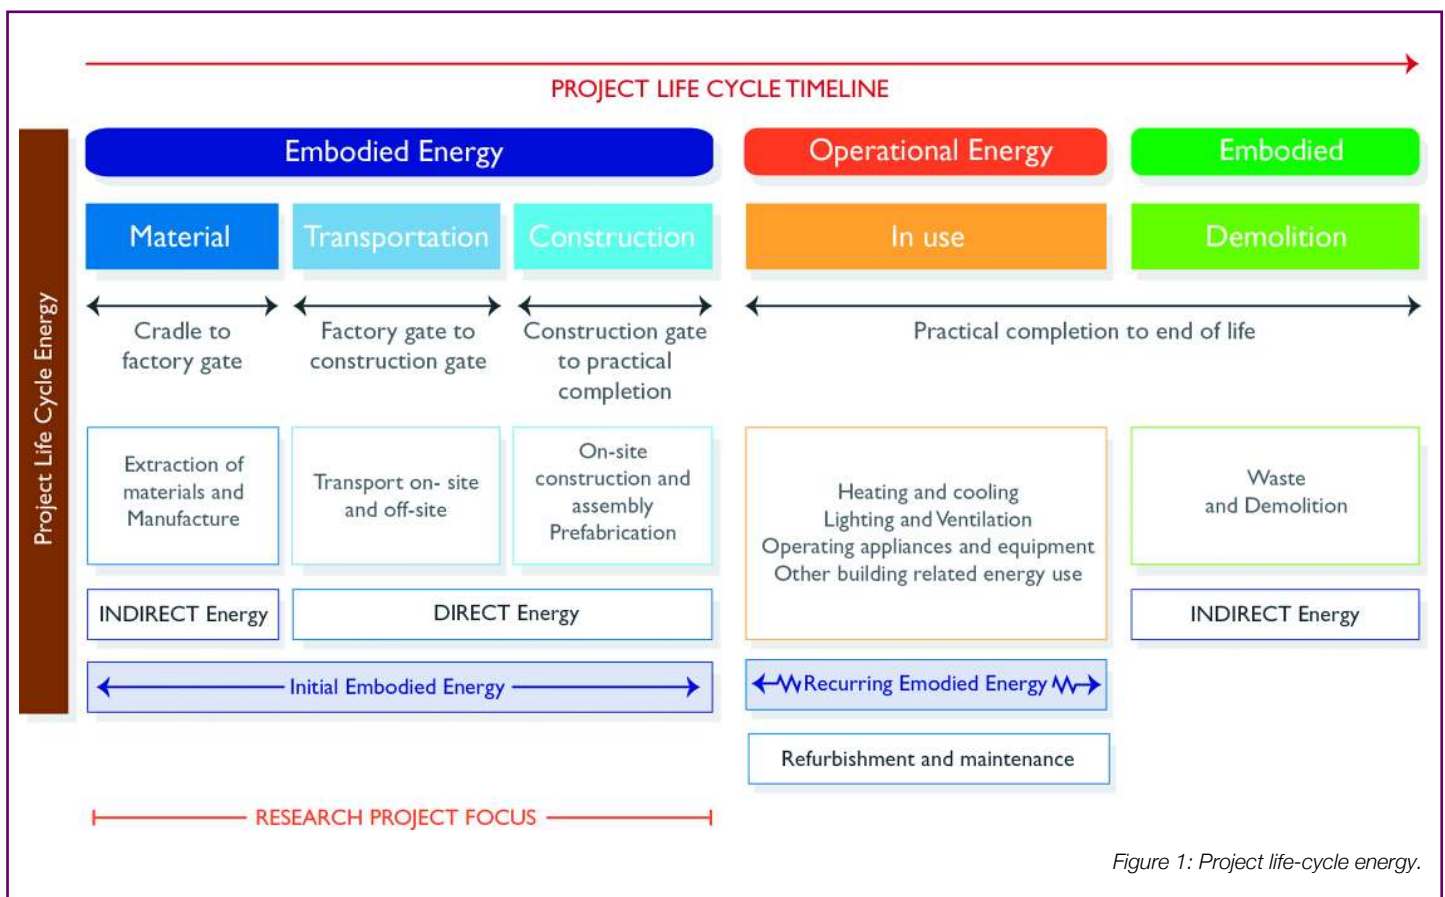 PROJECT LIFE CYCLE TIMELINE
Project Life Cycle Energy
Embodied Energy
Operational Energy
Embodied
Material
Transportation
Construction
In use
Demolition
Cradle to
factory gate
Factory gate to
construction gate
Construction gate
to practical
completion
Practical completion to end of life
Extraction of
materials and
Manufacture
Transport on- site
and off-site
On-site
construction and
assembly
Prefabrication
Heating and cooling
Lighting and Ventilation
Operating appliances and equipment
Other building related energy use
Waste
and Demolition
INDIRECT Energy
DIRECT Energy
INDIRECT Energy
Initial Embodied Energy
Recurring Emodied Energy
Refurbishment and maintenance
RESEARCH PROJECT FOCUS
Figure 1: Project life-cycle energy.